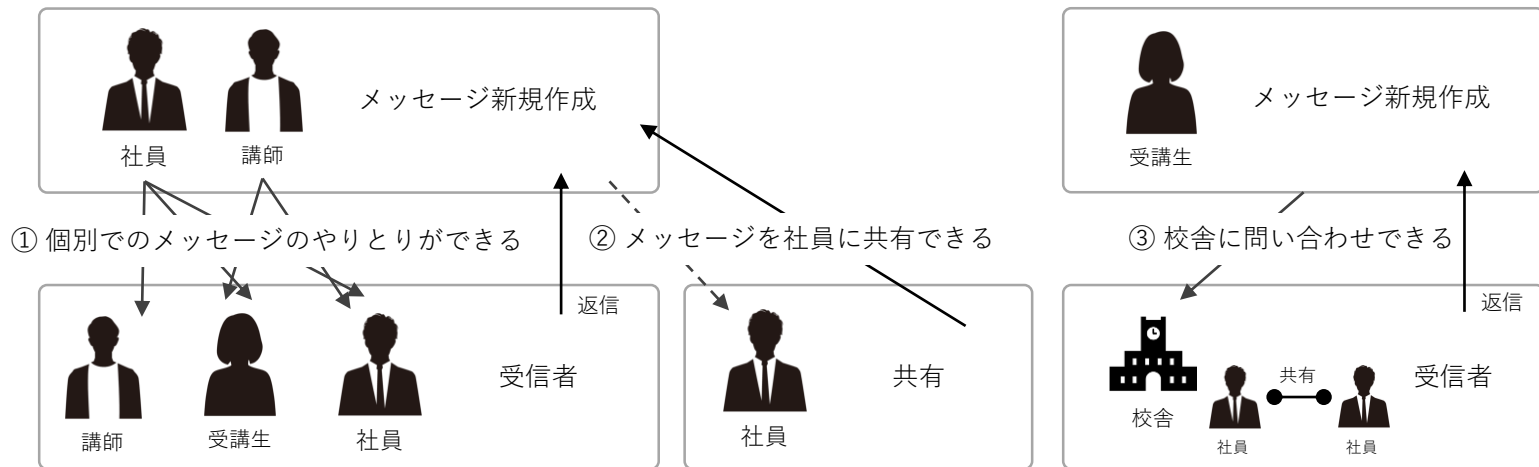 メッセージ新規作成
社員
講師
メッセージ新規作成
受講生
① 個別でのメッセージのやりとりができる
② メッセージを社員に共有できる
③ 校舎に問い合わせできる
返信
受信者
講師
受講生
社員
共有
社員
返信
受信者
共有
校舎
社員
社員